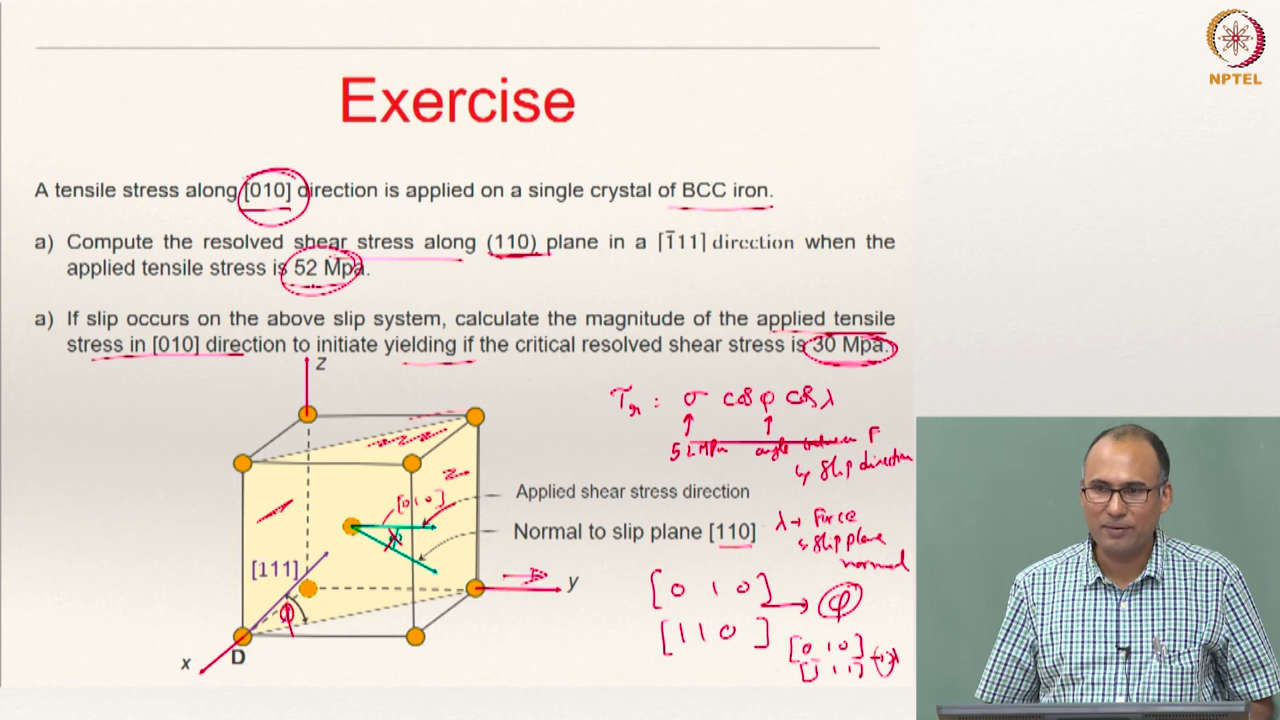 NPTEL
Exercise
A tensile stress along [010] direction is applied on a single crystal of BCC iron.
a) Compute the resolved shear stress along (110) plane in a [1̄11] direction when the
applied tensile stress is 52 Mpa.
a) If slip occurs on the above slip system, calculate the magnitude of the applied tensile
stress in [010] direction to initiate yielding if the critical resolved shear stress is 30 Mpa.
z
τr : σ cos φ cos λ
52 MPa angle between F
slip direction
[010]
Applied shear stress direction
Normal to slip plane [110]
λ → Force
slip plane
normal
[111]
y
[0 1 0] → φ
[1 1 0]
[0 1 0]
φ
x
D